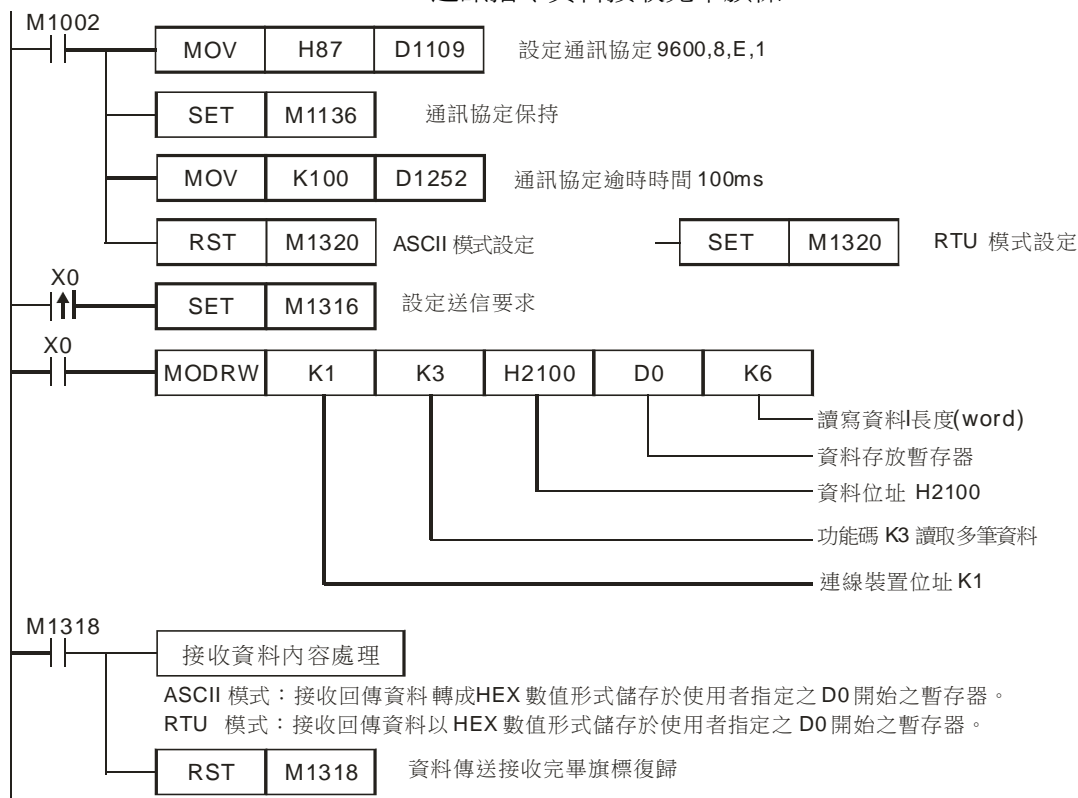 M1002
MOV H87 D1109 設定通訊協定 9600,8,E,1
SET M1136 通訊協定保持
MOV K100 D1252 通訊協定逾時時間 100ms
RST M1320 ASCII 模式設定 SET M1320 RTU 模式設定
X0
SET M1316 設定送信要求
X0
MODRW K1 K3 H2100 D0 K6
讀寫資料l長度(word)
資料存放暫存器
資料位址 H2100
功能碼 K3 讀取多筆資料
連線裝置位址 K1
M1318
接收資料內容處理
ASCII 模式：接收回傳資料 轉成HEX 數值形式儲存於使用者指定之 D0 開始之暫存器。
RTU 模式：接收回傳資料以 HEX 數值形式儲存於使用者指定之 D0 開始之暫存器。
RST M1318 資料傳送接收完畢旗標復歸